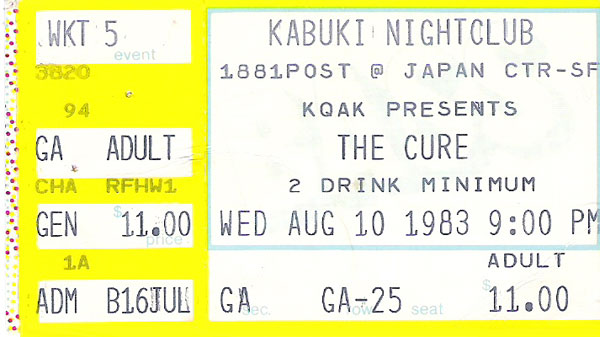 WKT 5
event
3820
94
GA ADULT
CHA RFHW1
$
GEN 11.00
price
1A
ADM B16JUL
KABUKI NIGHTCLUB
1881POST @ JAPAN CTR-SF
KQAK PRESENTS
THE CURE
2 DRINK MINIMUM
WED AUG 10 1983 9:00 PM
ADULT
$
GA GA-25 11.00
sec. row seat